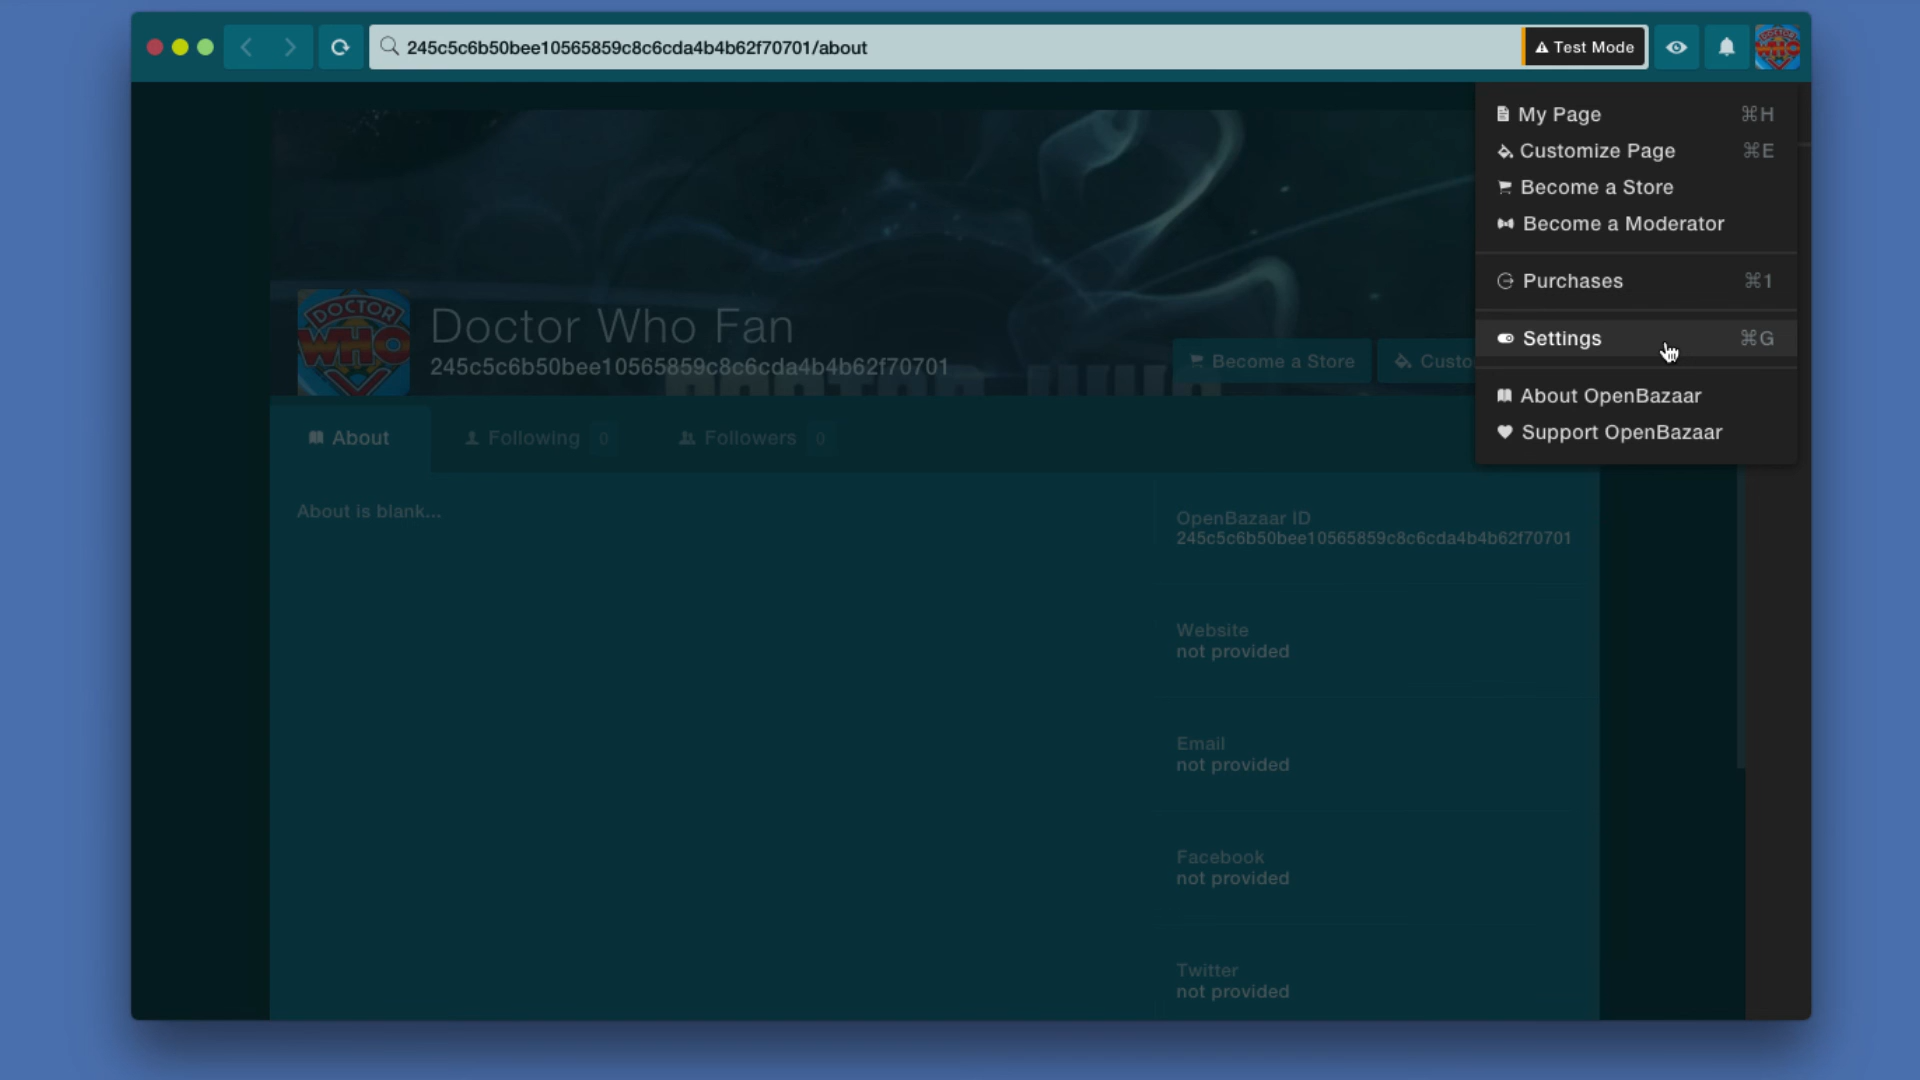 245c5c6b50bee10565859c8c6cda4b4b62f70701/about
Test Mode
My Page ⌘H
Customize Page ⌘E
Become a Store
Become a Moderator
Purchases ⌘1
Settings ⌘G
About OpenBazaar
Support OpenBazaar
DOCTOR
WHO
Doctor Who Fan
245c5c6b50bee10565859c8c6cda4b4b62f70701
Become a Store
Custo
About
Following 0
Followers 0
About is blank...
OpenBazaar ID
245c5c6b50bee10565859c8c6cda4b4b62f70701
Website
not provided
Email
not provided
Facebook
not provided
Twitter
not provided